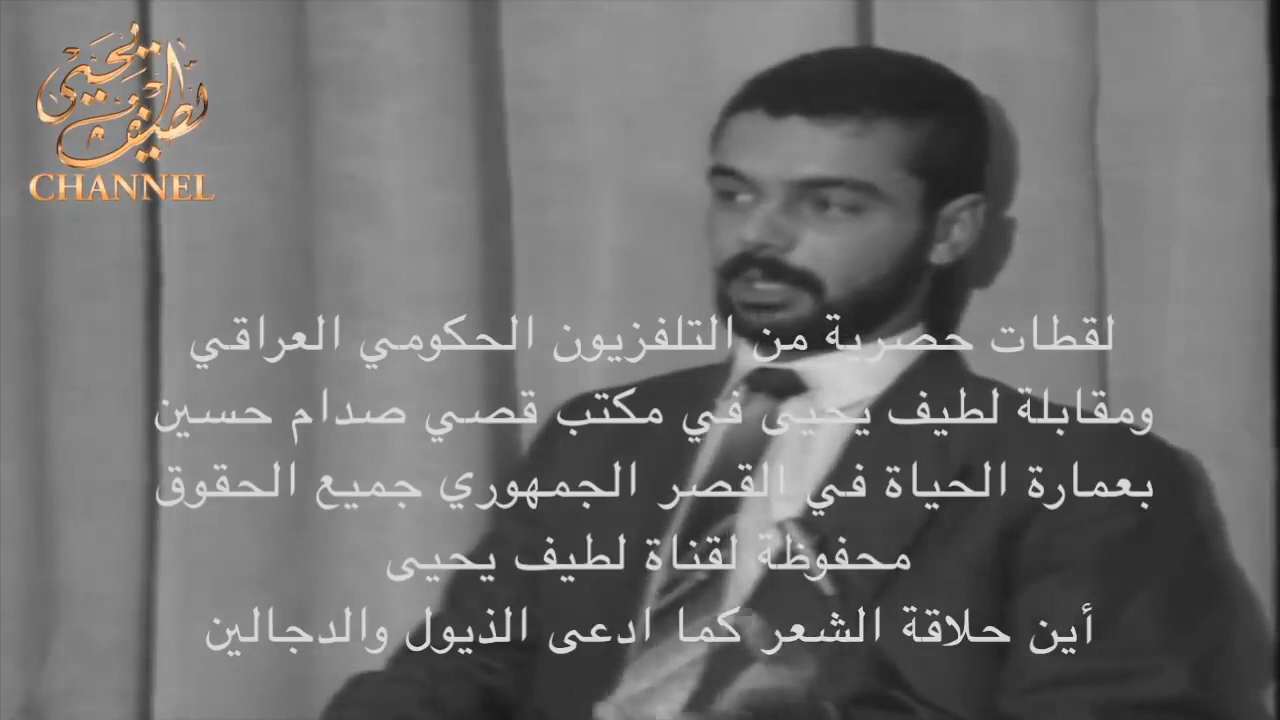 لطيف يحيى
CHANNEL
لقطات حصرية من التلفزيون الحكومي العراقي
ومقابلة لطيف يحيى في مكتب قصي صدام حسين
بعمارة الحياة في القصر الجمهوري جميع الحقوق
محفوظة لقناة لطيف يحيى
أين حلاقة الشعر كما ادعى الذيول والدجالين